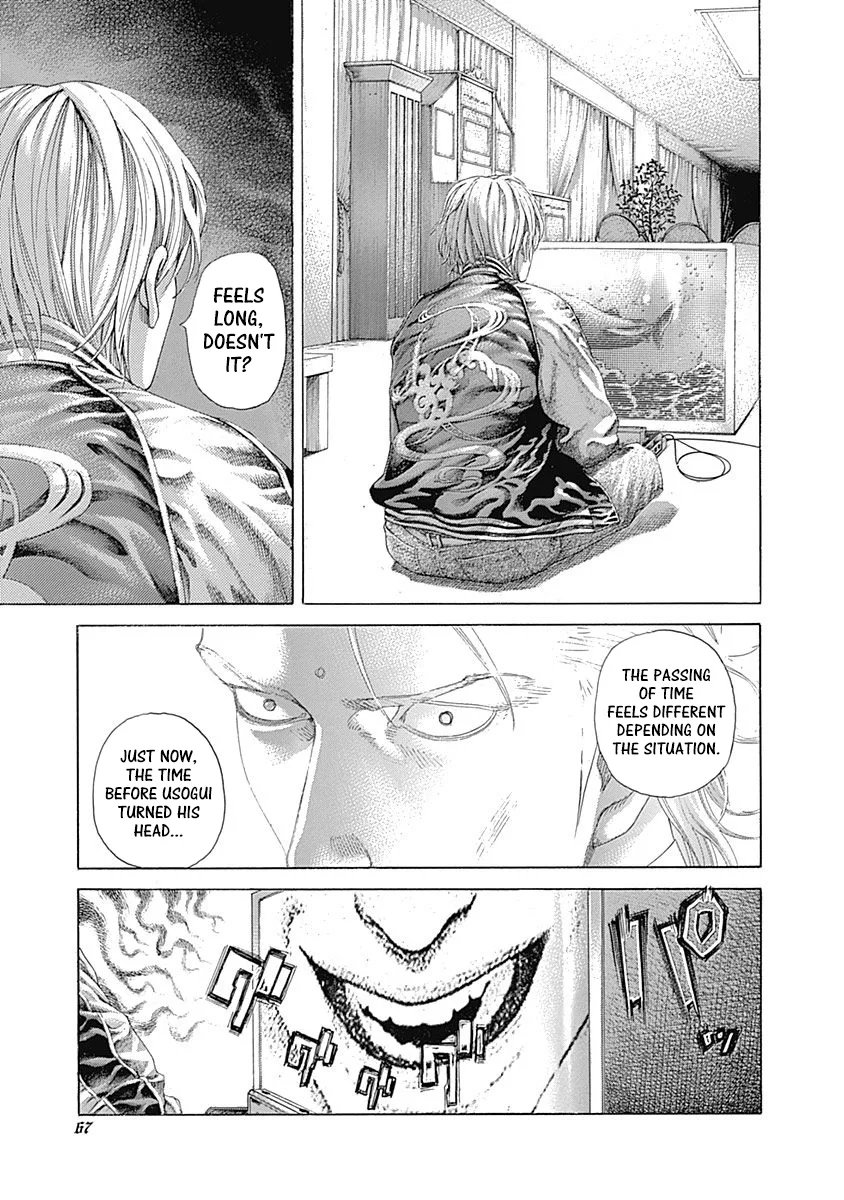 FEELS
LONG,
DOESN'T
IT?
THE PASSING
OF TIME
FEELS DIFFERENT
DEPENDING ON
THE SITUATION.
JUST NOW,
THE TIME
BEFORE USOGUI
TURNED HIS
HEAD...
67